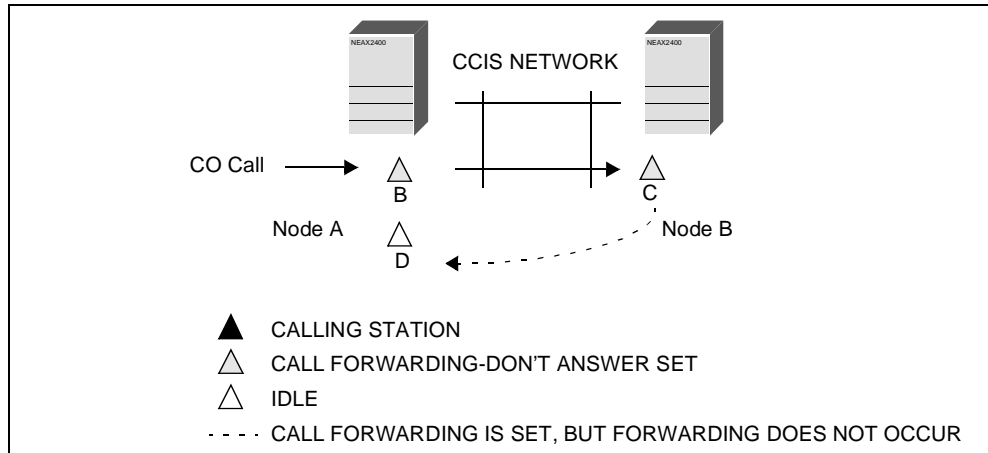 NEAX2400 NEAX2400
CCIS NETWORK
CO Call
B C
Node A Node B
D
CALLING STATION
CALL FORWARDING-DON'T ANSWER SET
IDLE
CALL FORWARDING IS SET, BUT FORWARDING DOES NOT OCCUR